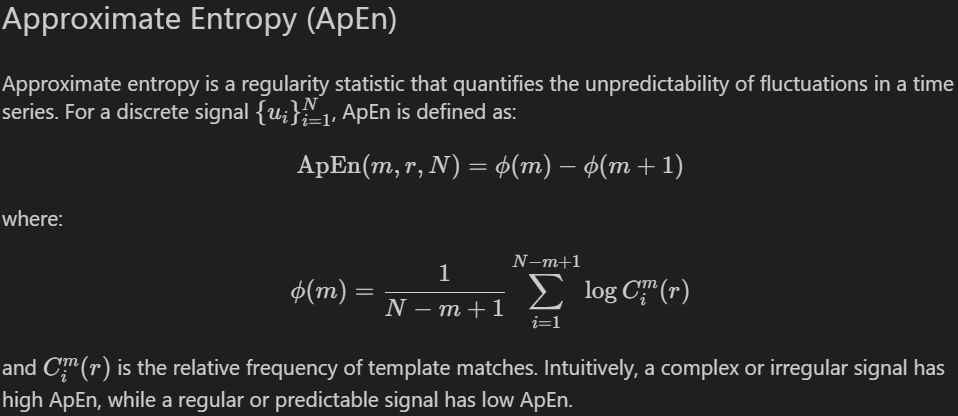 Approximate Entropy (ApEn)
Approximate entropy is a regularity statistic that quantifies the unpredictability of fluctuations in a time
series. For a discrete signal $\{u_i\}_{i=1}^{N}$, ApEn is defined as:
$\mathrm{ApEn}(m, r, N) = \phi(m) - \phi(m + 1)$
where:
$\phi(m) = \frac{1}{N - m + 1} \sum_{i=1}^{N-m+1} \log C_i^m(r)$
and $C_i^m(r)$ is the relative frequency of template matches. Intuitively, a complex or irregular signal has
high ApEn, while a regular or predictable signal has low ApEn.